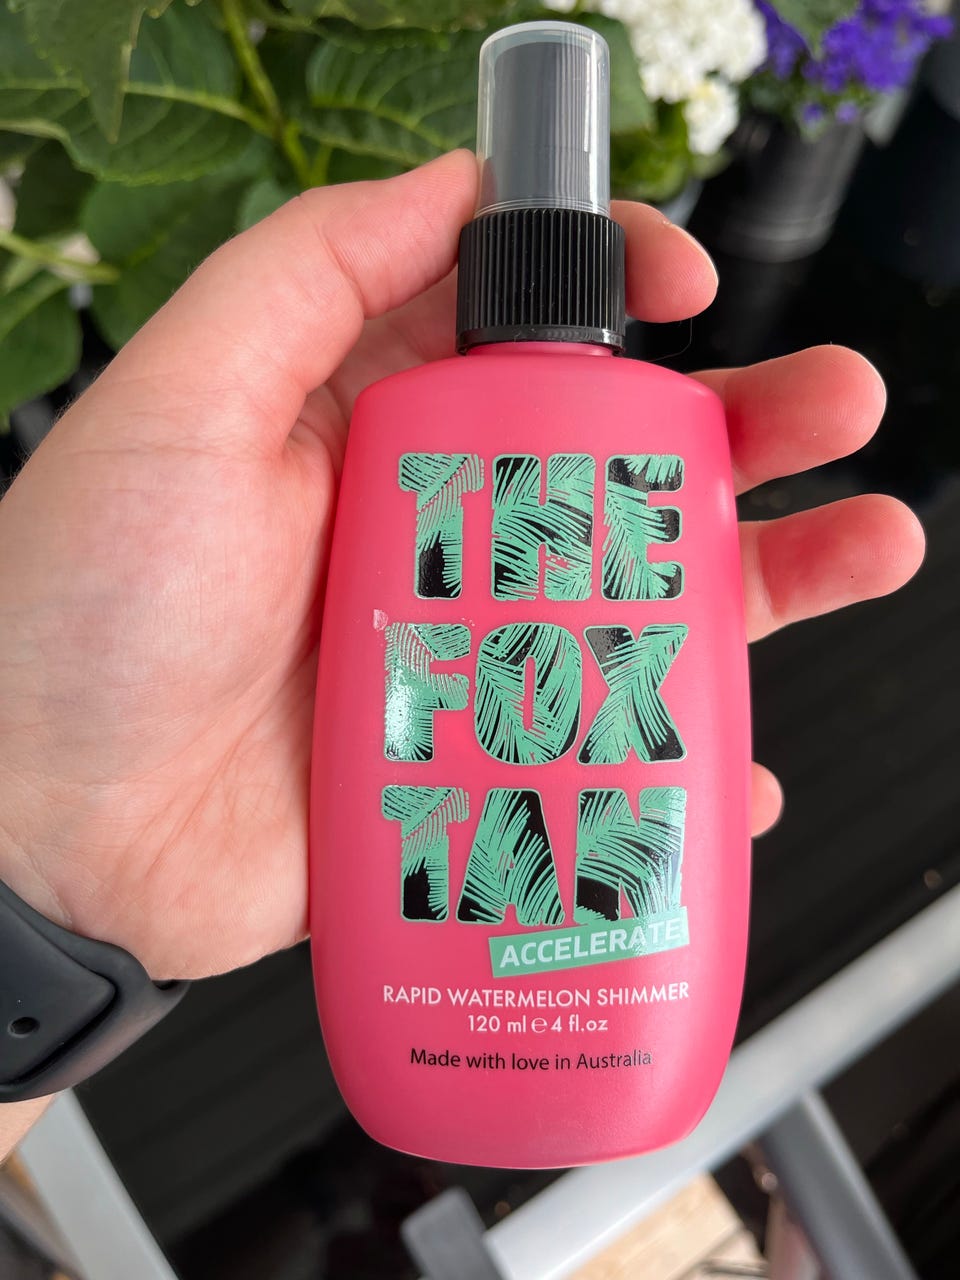 THE
FOX
TAN
ACCELERATE
RAPID WATERMELON SHIMMER
120 ml ℮ 4 fl.oz
Made with love in Australia